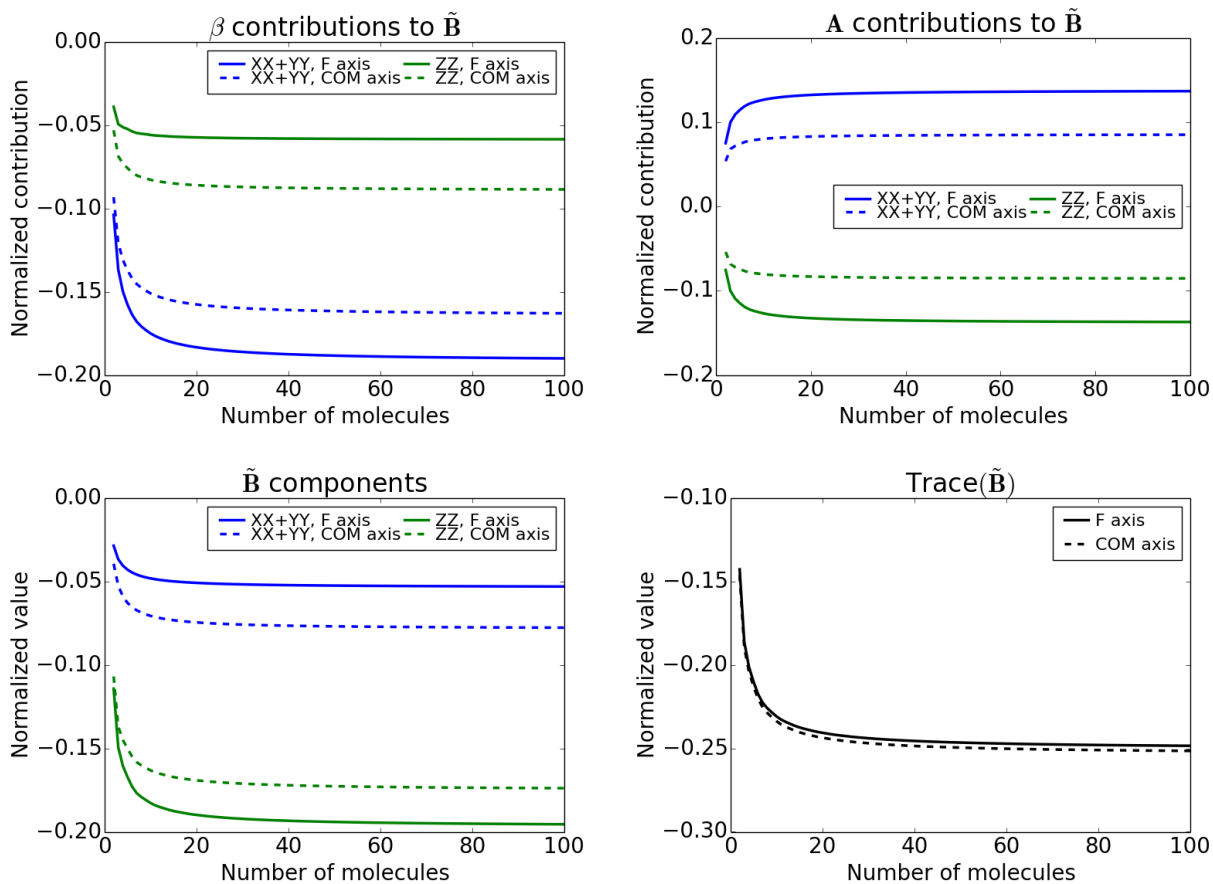 β contributions to B̃
0.00
−0.05
−0.10
−0.15
−0.20
Normalized contribution
XX+YY, F axis
XX+YY, COM axis
ZZ, F axis
ZZ, COM axis
0 20 40 60 80 100
Number of molecules
A contributions to B̃
0.2
0.1
0.0
−0.1
−0.2
Normalized contribution
XX+YY, F axis
XX+YY, COM axis
ZZ, F axis
ZZ, COM axis
0 20 40 60 80 100
Number of molecules
B̃ components
0.00
−0.05
−0.10
−0.15
−0.20
Normalized value
XX+YY, F axis
XX+YY, COM axis
ZZ, F axis
ZZ, COM axis
0 20 40 60 80 100
Number of molecules
Trace(B̃)
−0.10
−0.15
−0.20
−0.25
−0.30
Normalized value
F axis
COM axis
0 20 40 60 80 100
Number of molecules